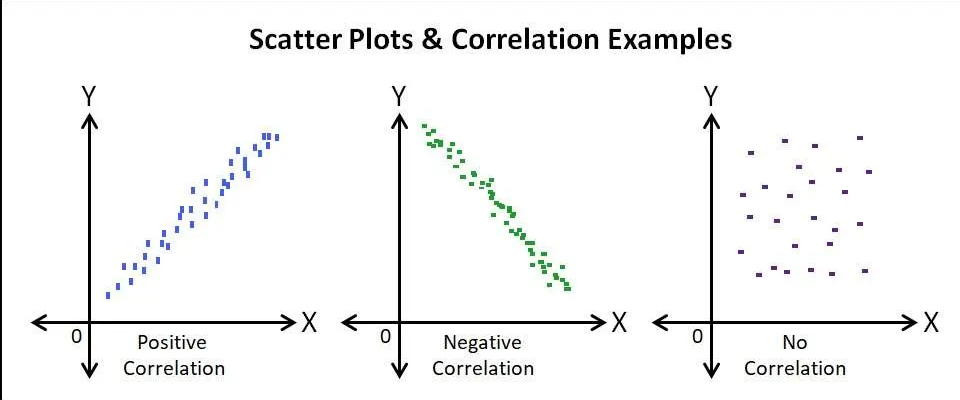 Scatter Plots & Correlation Examples
Y
Y
Y
X
X
X
0
0
0
Positive
Correlation
Negative
Correlation
No
Correlation